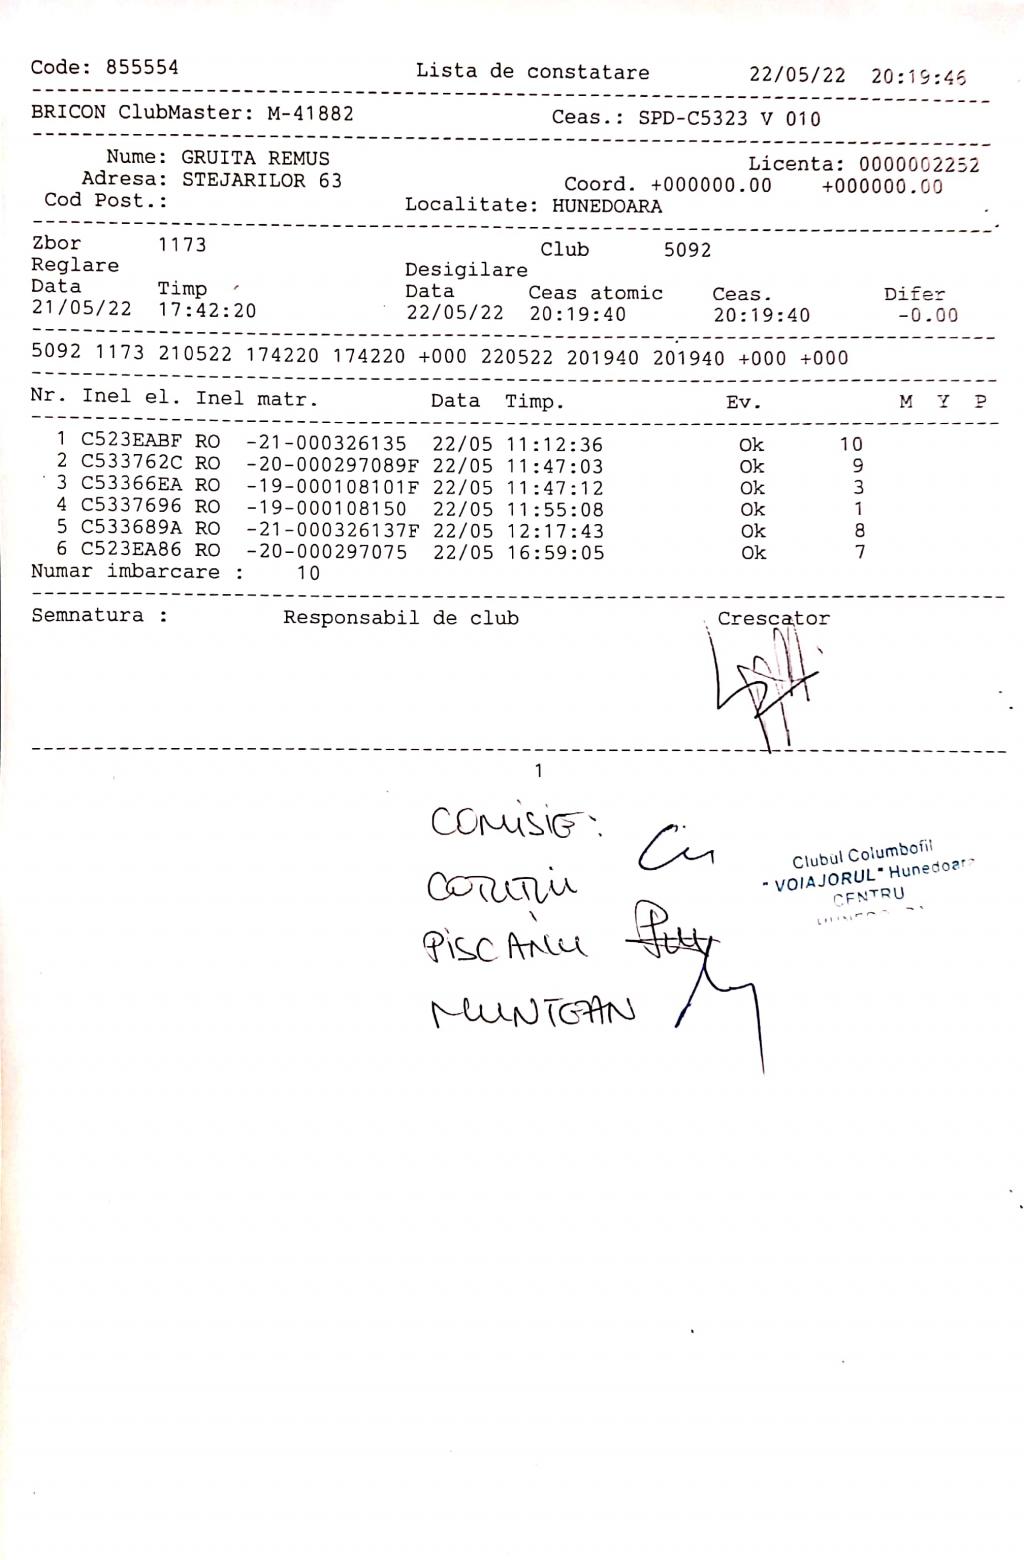 Code: 855554 Lista de constatare 22/05/22 20:19:46
BRICON ClubMaster: M-41882 Ceas.: SPD-C5323 V 010
Nume: GRUITA REMUS Licenta: 0000002252
Adresa: STEJARILOR 63 Coord. +000000.00 +000000.00
Cod Post.: Localitate: HUNEDOARA
Zbor 1173 Club 5092
Reglare Desigilare
Data Timp Data Ceas atomic Ceas. Difer
21/05/22 17:42:20 22/05/22 20:19:40 20:19:40 -0.00
5092 1173 210522 174220 174220 +000 220522 201940 201940 +000 +000
Nr. Inel el. Inel matr. Data Timp. Ev. M Y P
1 C523EABF RO -21-000326135 22/05 11:12:36 Ok 10
2 C533762C RO -20-000297089F 22/05 11:47:03 Ok 9
3 C53366EA RO -19-000108101F 22/05 11:47:12 Ok 3
4 C5337696 RO -19-000108150 22/05 11:55:08 Ok 1
5 C533689A RO -21-000326137F 22/05 12:17:43 Ok 8
6 C523EA86 RO -20-000297075 22/05 16:59:05 Ok 7
Numar imbarcare : 10
Semnatura : Responsabil de club Crescator
1
COMISIE:
PISCANU
MUNTEAN
Clubul Columbofil
"VOIAJORUL" Hunedoara
CENTRU